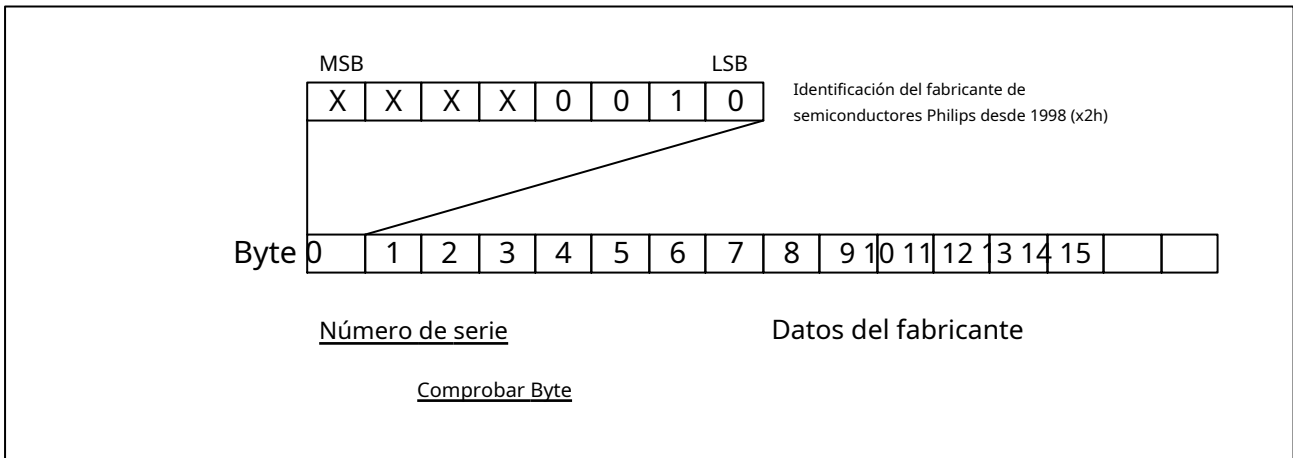 MSB LSB
X X X X 0 0 1 0
Identificación del fabricante de
semiconductores Philips desde 1998 (x2h)
Byte 0 1 2 3 4 5 6 7 8 9 10 11 12 13 14 15
Número de serie Datos del fabricante
Comprobar Byte